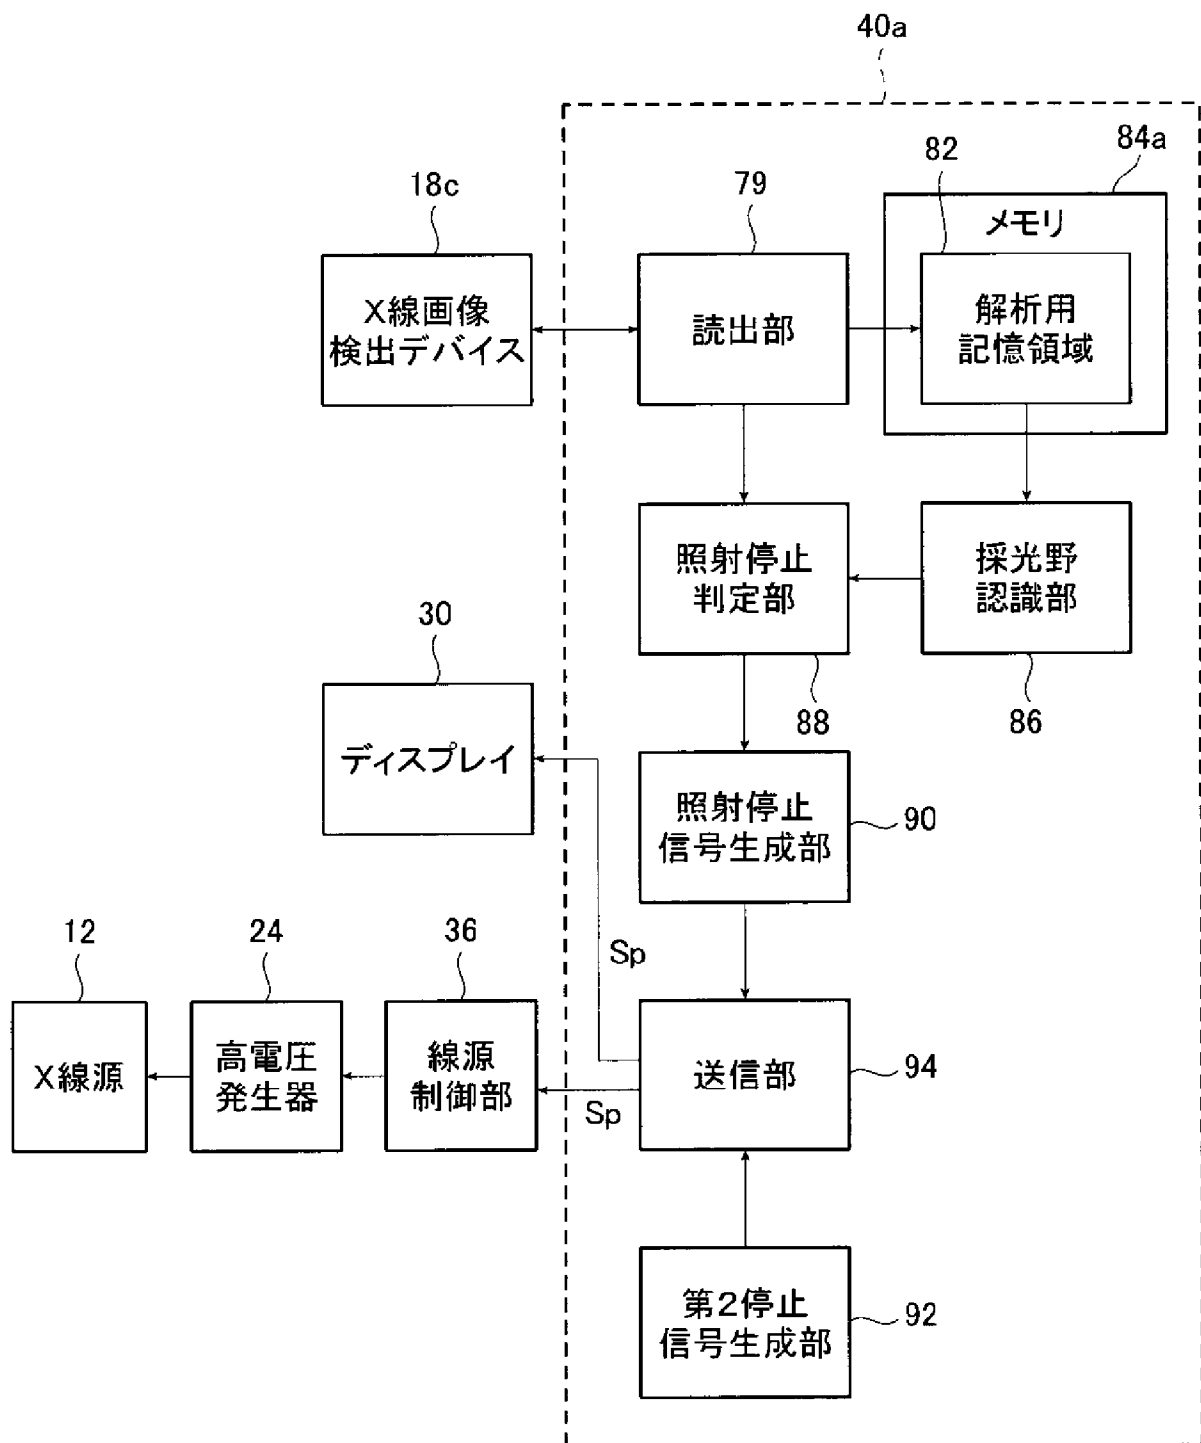 40a
84a
82
79
18c
メモリ
X線画像
検出デバイス
読出部
解析用
記憶領域
照射停止
判定部
採光野
認識部
30
88
86
ディスプレイ
照射停止
信号生成部
90
12
24
36
Sp
X線源
高電圧
発生器
線源
制御部
送信部
94
Sp
第2停止
信号生成部
92